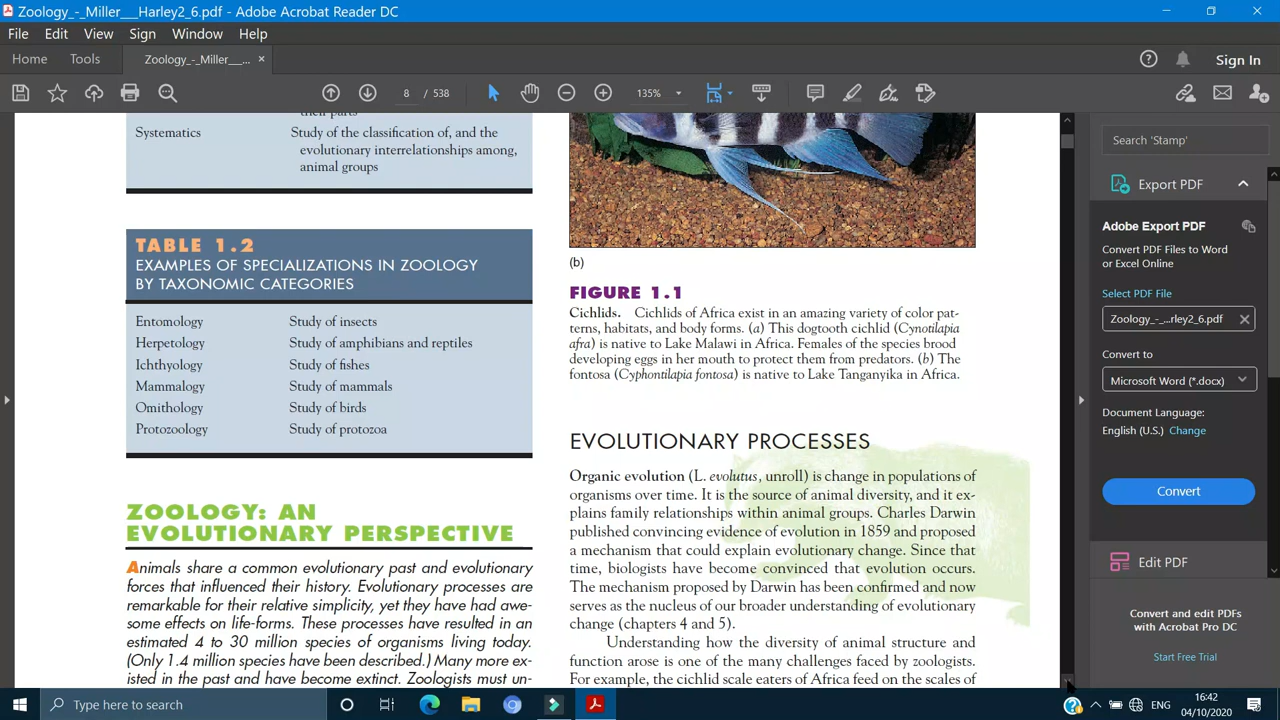 Zoology_-_Miller___Harley2_6.pdf - Adobe Acrobat Reader DC
File Edit View Sign Window Help
Home Tools Zoology_-_Miller___... × Sign In
8 / 538 135%
their parts
Systematics Study of the classification of, and the
evolutionary interrelationships among,
animal groups
TABLE 1.2
EXAMPLES OF SPECIALIZATIONS IN ZOOLOGY
BY TAXONOMIC CATEGORIES
Entomology Study of insects
Herpetology Study of amphibians and reptiles
Ichthyology Study of fishes
Mammalogy Study of mammals
Ornithology Study of birds
Protozoology Study of protozoa
ZOOLOGY: AN
EVOLUTIONARY PERSPECTIVE
Animals share a common evolutionary past and evolutionary
forces that influenced their history. Evolutionary processes are
remarkable for their relative simplicity, yet they have had awe-
some effects on life-forms. These processes have resulted in an
estimated 4 to 30 million species of organisms living today.
(Only 1.4 million species have been described.) Many more ex-
isted in the past and have become extinct. Zoologists must un-
(b)
FIGURE 1.1
Cichlids. Cichlids of Africa exist in an amazing variety of color pat-
terns, habitats, and body forms. (a) This dogtooth cichlid (Cynotilapia
afra) is native to Lake Malawi in Africa. Females of the species brood
developing eggs in her mouth to protect them from predators. (b) The
fontosa (Cyphontilapia fontosa) is native to Lake Tanganyika in Africa.
EVOLUTIONARY PROCESSES
Organic evolution (L. evolutus, unroll) is change in populations of
organisms over time. It is the source of animal diversity, and it ex-
plains family relationships within animal groups. Charles Darwin
published convincing evidence of evolution in 1859 and proposed
a mechanism that could explain evolutionary change. Since that
time, biologists have become convinced that evolution occurs.
The mechanism proposed by Darwin has been confirmed and now
serves as the nucleus of our broader understanding of evolutionary
change (chapters 4 and 5).
Understanding how the diversity of animal structure and
function arose is one of the many challenges faced by zoologists.
For example, the cichlid scale eaters of Africa feed on the scales of
Search 'Stamp'
Export PDF
Adobe Export PDF
Convert PDF Files to Word
or Excel Online
Select PDF File
Zoology_-_...rley2_6.pdf
Convert to
Microsoft Word (*.docx)
Document Language:
English (U.S.) Change
Convert
Edit PDF
Convert and edit PDFs
with Acrobat Pro DC
Start Free Trial
Type here to search
ENG
16:42
04/10/2020